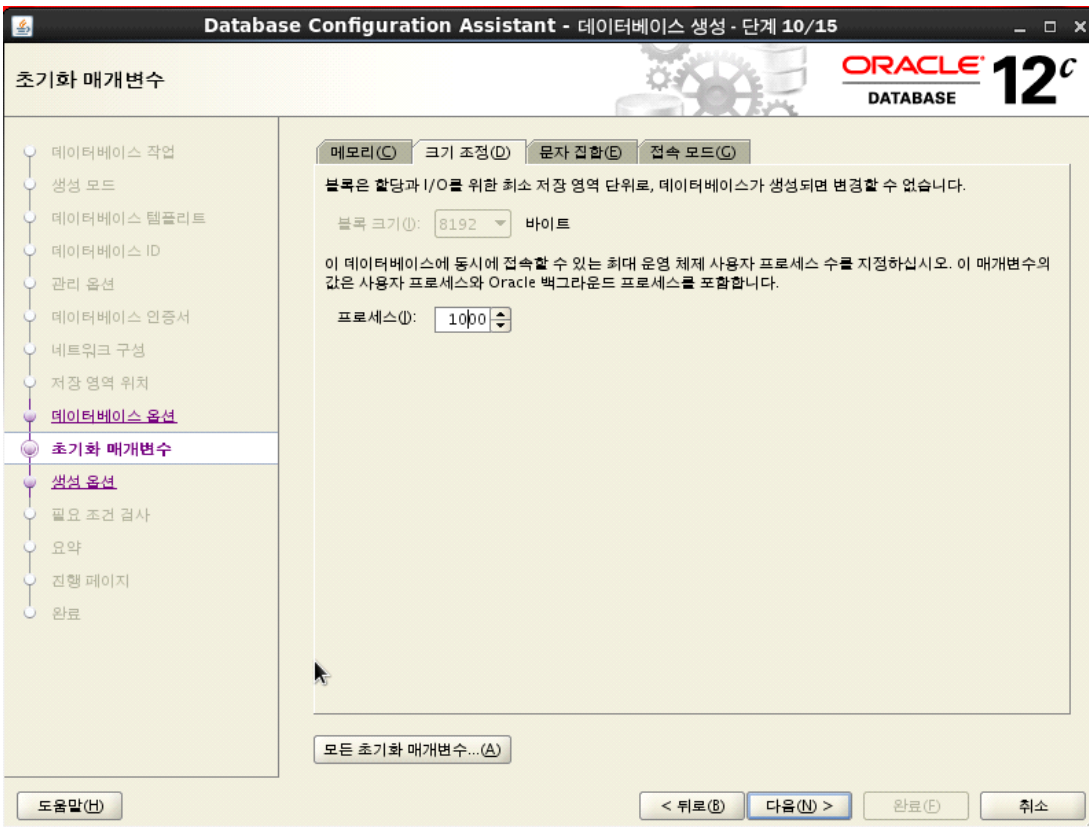 Database Configuration Assistant - 데이터베이스 생성 - 단계 10/15
초기화 매개변수
ORACLE DATABASE 12c
데이터베이스 작업
생성 모드
데이터베이스 템플리트
데이터베이스 ID
관리 옵션
데이터베이스 인증서
네트워크 구성
저장 영역 위치
데이터베이스 옵션
초기화 매개변수
생성 옵션
필요 조건 검사
요약
진행 페이지
완료
메모리(C) 크기 조정(D) 문자 집합(E) 접속 모드(G)
블록은 할당과 I/O를 위한 최소 저장 영역 단위로, 데이터베이스가 생성되면 변경할 수 없습니다.
블록 크기(I): 8192 바이트
이 데이터베이스에 동시에 접속할 수 있는 최대 운영 체제 사용자 프로세스 수를 지정하십시오. 이 매개변수의
값은 사용자 프로세스와 Oracle 백그라운드 프로세스를 포함합니다.
프로세스(J): 1000
모든 초기화 매개변수...(A)
도움말(H) < 뒤로(B) 다음(N) > 완료(F) 취소